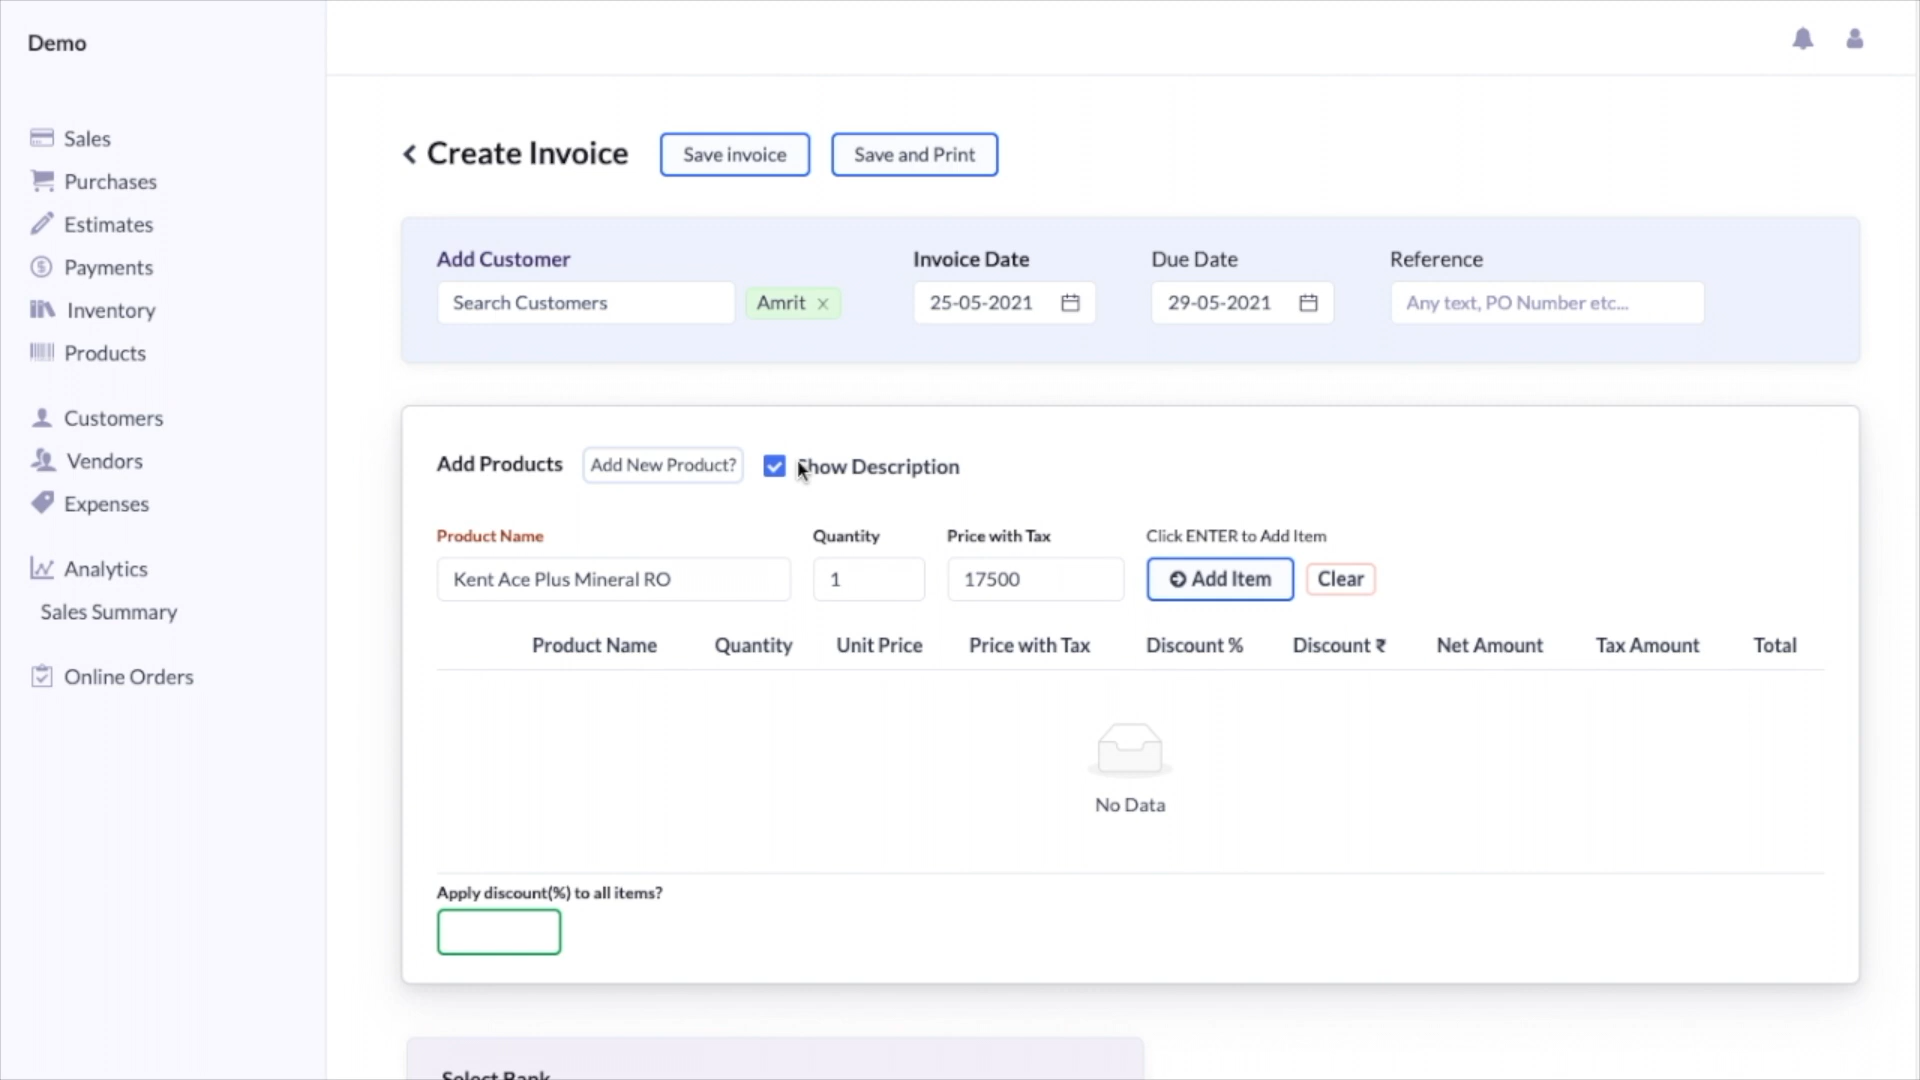 Demo
Sales
Purchases
Estimates
Payments
Inventory
Products
Customers
Vendors
Expenses
Analytics
Sales Summary
Online Orders
Create Invoice
Save invoice
Save and Print
Add Customer
Invoice Date
Due Date
Reference
Search Customers
Amrit
25-05-2021
29-05-2021
Any text, PO Number etc...
Add Products
Add New Product?
Show Description
Product Name
Quantity
Price with Tax
Click ENTER to Add Item
Kent Ace Plus Mineral RO
1
17500
Add Item
Clear
Product Name Quantity Unit Price Price with Tax Discount % Discount ₹ Net Amount Tax Amount Total
No Data
Apply discount(%) to all items?
Select Bank